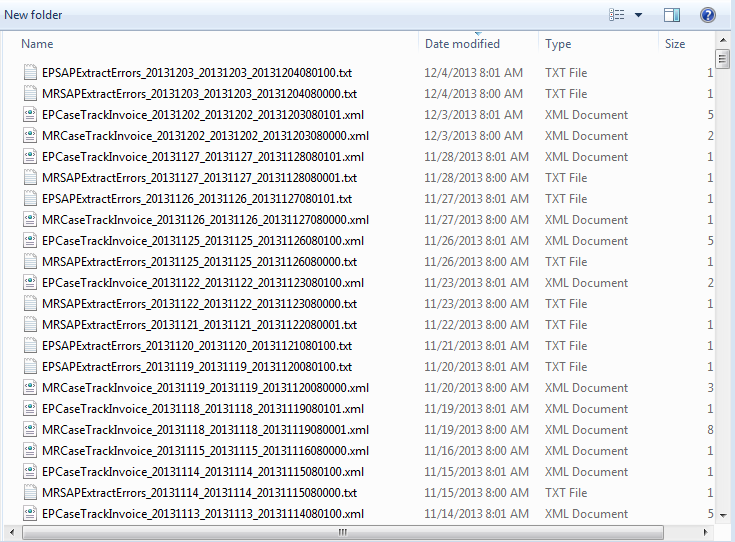 New folder
Name Date modified Type Size
EPSAPExtractErrors_20131203_20131203_20131204080100.txt 12/4/2013 8:01 AM TXT File 1
MRSAPExtractErrors_20131203_20131203_20131204080000.txt 12/4/2013 8:00 AM TXT File 1
EPCaseTrackInvoice_20131202_20131202_20131203080101.xml 12/3/2013 8:01 AM XML Document 5
MRCaseTrackInvoice_20131202_20131202_20131203080000.xml 12/3/2013 8:00 AM XML Document 2
EPCaseTrackInvoice_20131127_20131127_20131128080101.xml 11/28/2013 8:01 AM XML Document 1
MRSAPExtractErrors_20131127_20131127_20131128080001.txt 11/28/2013 8:00 AM TXT File 1
EPSAPExtractErrors_20131126_20131126_20131127080101.txt 11/27/2013 8:01 AM TXT File 1
MRCaseTrackInvoice_20131126_20131126_20131127080000.xml 11/27/2013 8:00 AM XML Document 1
EPCaseTrackInvoice_20131125_20131125_20131126080100.xml 11/26/2013 8:01 AM XML Document 5
MRSAPExtractErrors_20131125_20131125_20131126080000.txt 11/26/2013 8:00 AM TXT File 1
EPCaseTrackInvoice_20131122_20131122_20131123080100.xml 11/23/2013 8:01 AM XML Document 2
MRSAPExtractErrors_20131122_20131122_20131123080000.txt 11/23/2013 8:00 AM TXT File 1
MRSAPExtractErrors_20131121_20131121_20131122080001.txt 11/22/2013 8:00 AM TXT File 1
EPSAPExtractErrors_20131120_20131120_20131121080100.txt 11/21/2013 8:01 AM TXT File 1
EPSAPExtractErrors_20131119_20131119_20131120080100.txt 11/20/2013 8:01 AM TXT File 1
MRCaseTrackInvoice_20131119_20131119_20131120080000.xml 11/20/2013 8:00 AM XML Document 3
EPCaseTrackInvoice_20131118_20131118_20131119080101.xml 11/19/2013 8:01 AM XML Document 1
MRCaseTrackInvoice_20131118_20131118_20131119080001.xml 11/19/2013 8:00 AM XML Document 8
MRCaseTrackInvoice_20131115_20131115_20131116080000.xml 11/16/2013 8:00 AM XML Document 1
EPCaseTrackInvoice_20131114_20131114_20131115080100.xml 11/15/2013 8:01 AM XML Document 1
MRSAPExtractErrors_20131114_20131114_20131115080000.txt 11/15/2013 8:00 AM TXT File 1
EPCaseTrackInvoice_20131113_20131113_20131114080100.xml 11/14/2013 8:01 AM XML Document 5